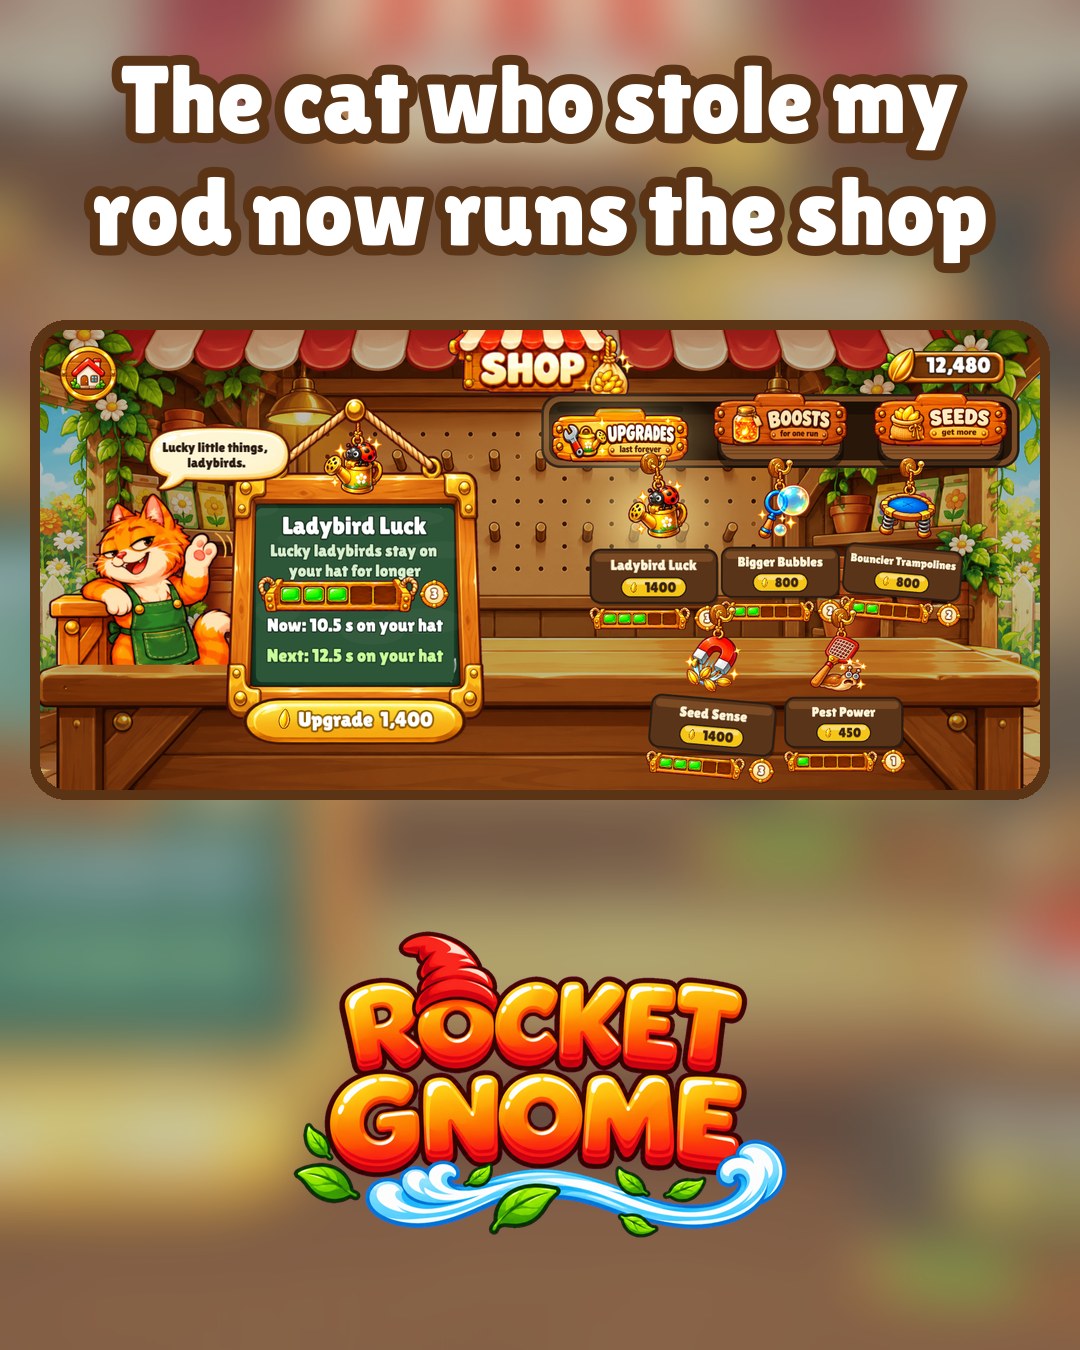 The cat who stole my
rod now runs the shop
SHOP
12,480
UPGRADES
last forever
BOOSTS
for one run
SEEDS
get more
Lucky little things,
ladybirds.
Ladybird Luck
Lucky ladybirds stay on
your hat for longer
3
Now: 10.5 s on your hat
Next: 12.5 s on your hat
Upgrade 1,400
Ladybird Luck
1400
3
Bigger Bubbles
800
2
Bouncier Trampolines
800
2
Seed Sense
1400
3
Pest Power
450
1
ROCKET
GNOME